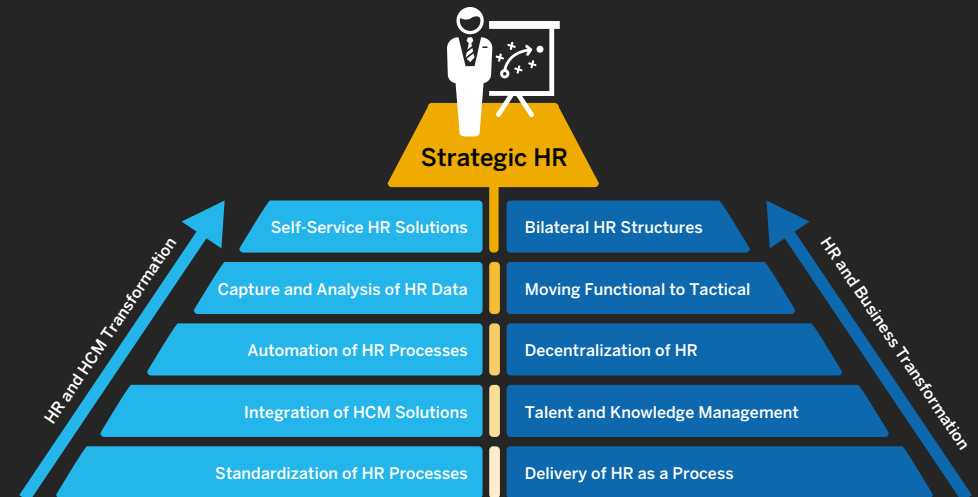 Strategic HR
Self-Service HR Solutions
Bilateral HR Structures
Capture and Analysis of HR Data
Moving Functional to Tactical
Automation of HR Processes
Decentralization of HR
Integration of HCM Solutions
Talent and Knowledge Management
Standardization of HR Processes
Delivery of HR as a Process
HR and HCM Transformation
HR and Business Transformation